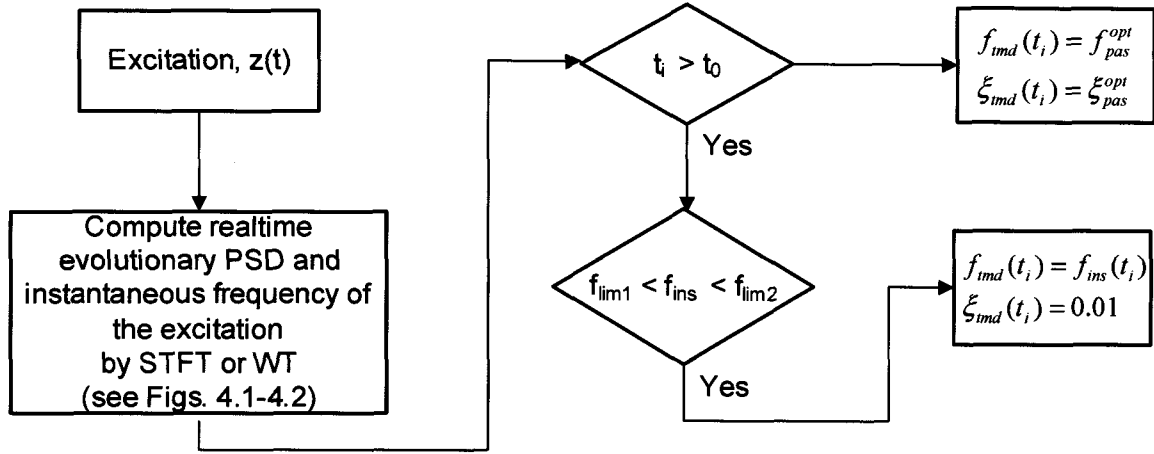 Excitation, z(t)
Compute realtime
evolutionary PSD and
instantaneous frequency of
the excitation
by STFT or WT
(see Figs. 4.1-4.2)
tᵢ > t₀
Yes
f_tmd(tᵢ) = f_pas^opt
ξ_tmd(tᵢ) = ξ_pas^opt
f_lim1 < f_ins < f_lim2
Yes
f_tmd(tᵢ) = f_ins(tᵢ)
ξ_tmd(tᵢ) = 0.01